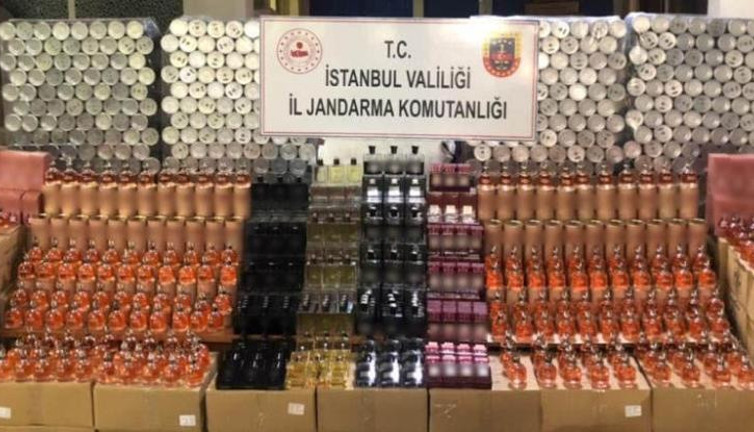 T.C.
İSTANBUL VALİLİĞİ
İL JANDARMA KOMUTANLIĞI